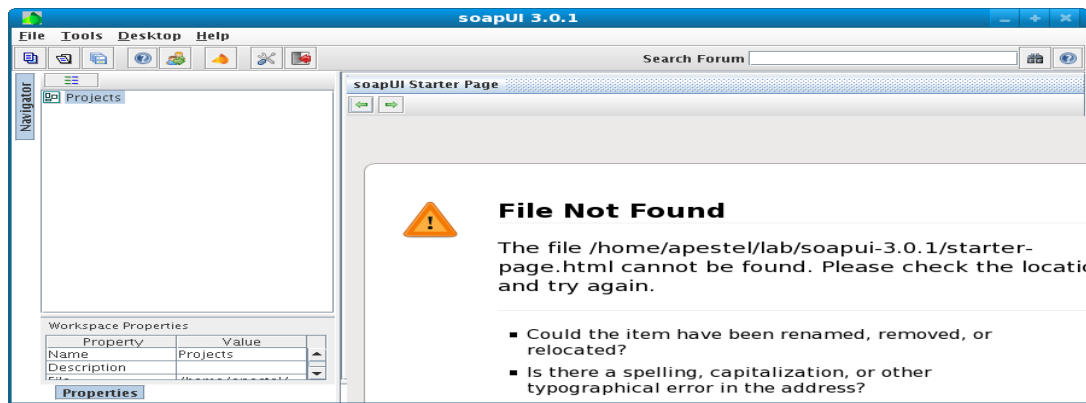 soapUI 3.0.1
File Tools Desktop Help
Search Forum
Navigator
Projects
soapUI Starter Page
File Not Found
The file /home/apestel/lab/soapui-3.0.1/starter-
page.html cannot be found. Please check the locatio
and try again.
Could the item have been renamed, removed, or
relocated?
Is there a spelling, capitalization, or other
typographical error in the address?
Workspace Properties
Property Value
Name Projects
Description
File /home/apestel/
Properties